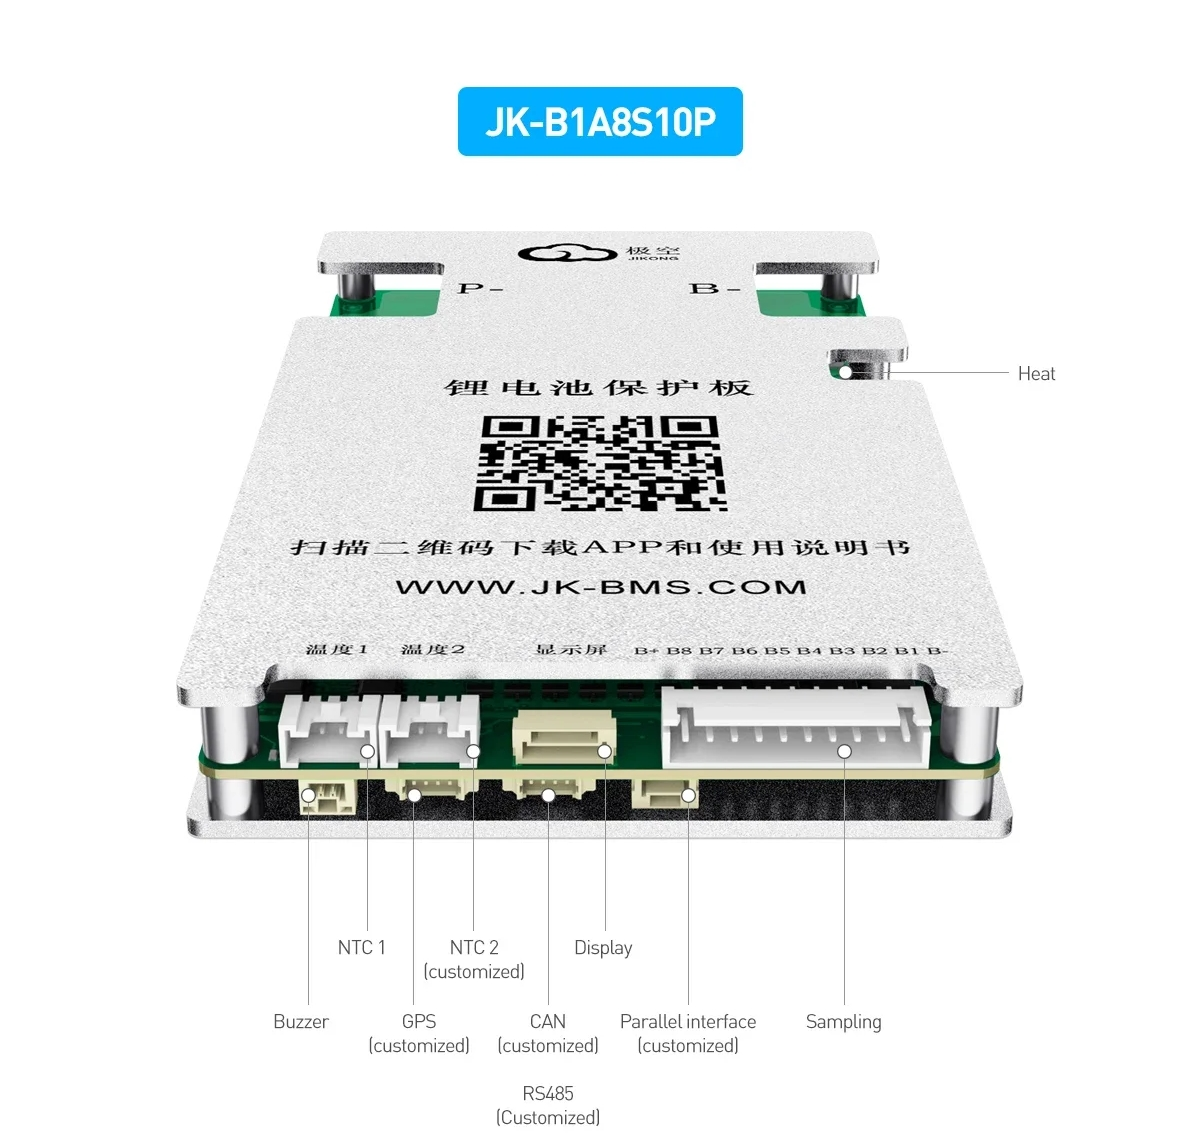 JK-B1A8S10P
极空
JIKONG
P-
B-
Heat
锂电池保护板
扫描二维码下载APP和使用说明书
WWW.JK-BMS.COM
温度1 温度2 显示屏 B+ B8 B7 B6 B5 B4 B3 B2 B1 B-
NTC 1
NTC 2
(customized)
Display
Buzzer
GPS
(customized)
CAN
(customized)
Parallel interface
(customized)
Sampling
RS485
(Customized)